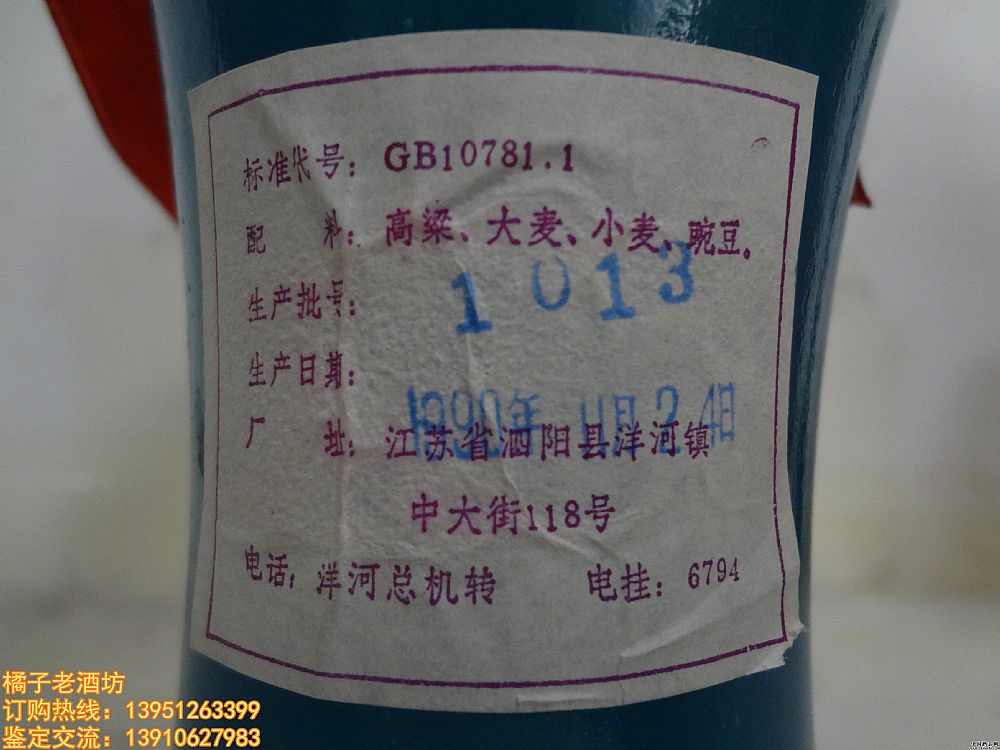 标准代号：GB10781.1
配料：高粱、大麦、小麦、豌豆。
生产批号：1013
生产日期：1990年11月24日
厂址：江苏省泗阳县洋河镇
中大街118号
电话：洋河总机转 电挂：6794
橘子老酒坊
订购热线：13951263399
鉴定交流：13910627983